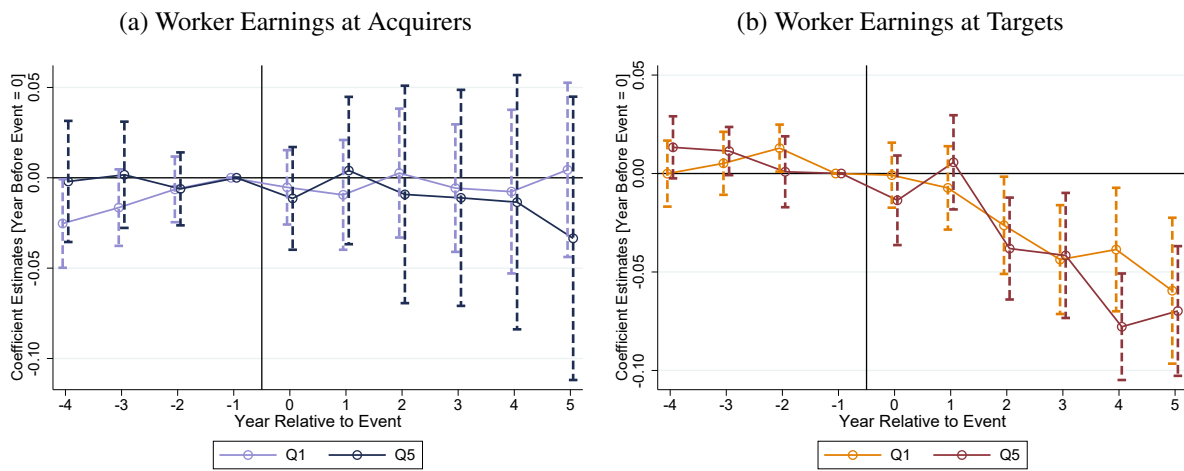 (a) Worker Earnings at Acquirers
Coefficient Estimates [Year Before Event = 0]
0.05
0.00
-0.05
-0.10
-4 -3 -2 -1 0 1 2 3 4 5
Year Relative to Event
Q1 Q5
(b) Worker Earnings at Targets
Coefficient Estimates [Year Before Event = 0]
0.05
0.00
-0.05
-0.10
-4 -3 -2 -1 0 1 2 3 4 5
Year Relative to Event
Q1 Q5